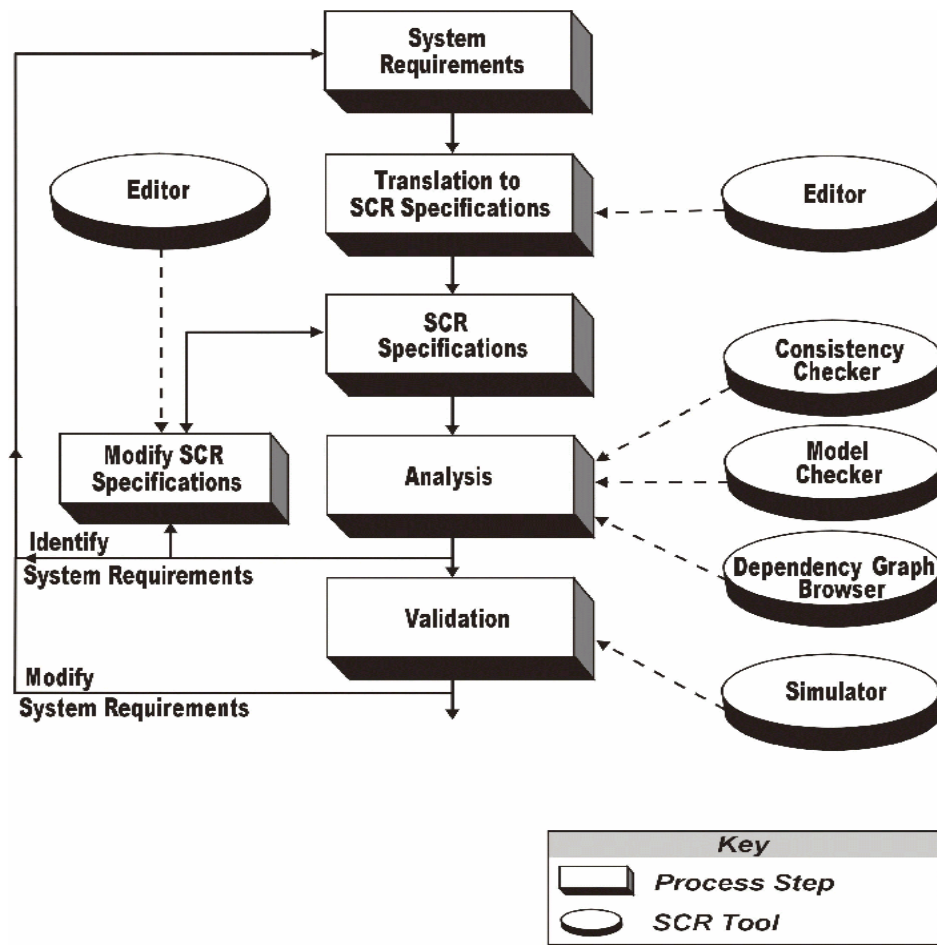 System
Requirements
Editor
Translation to
SCR Specifications
Editor
SCR
Specifications
Consistency
Checker
Modify SCR
Specifications
Analysis
Model
Checker
Identify
System Requirements
Dependency Graph
Browser
Validation
Modify
System Requirements
Simulator
Key
Process Step
SCR Tool